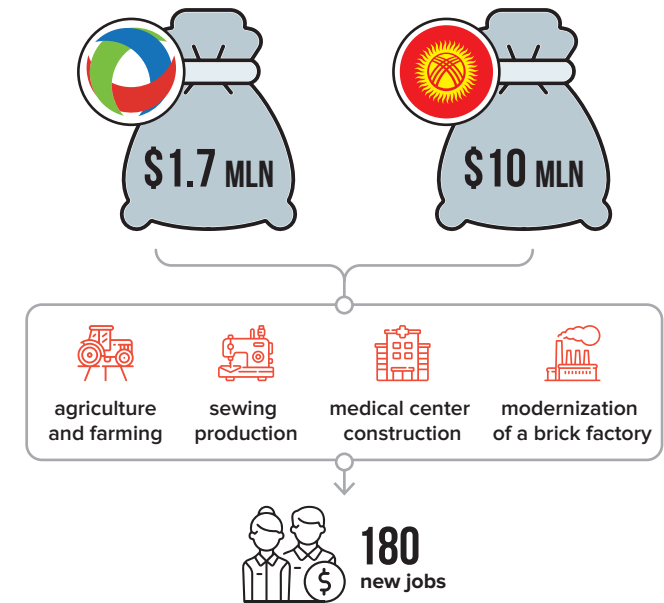 $1.7 MLN
$10 MLN
agriculture
and farming
sewing
production
medical center
construction
modernization
of a brick factory
180
new jobs